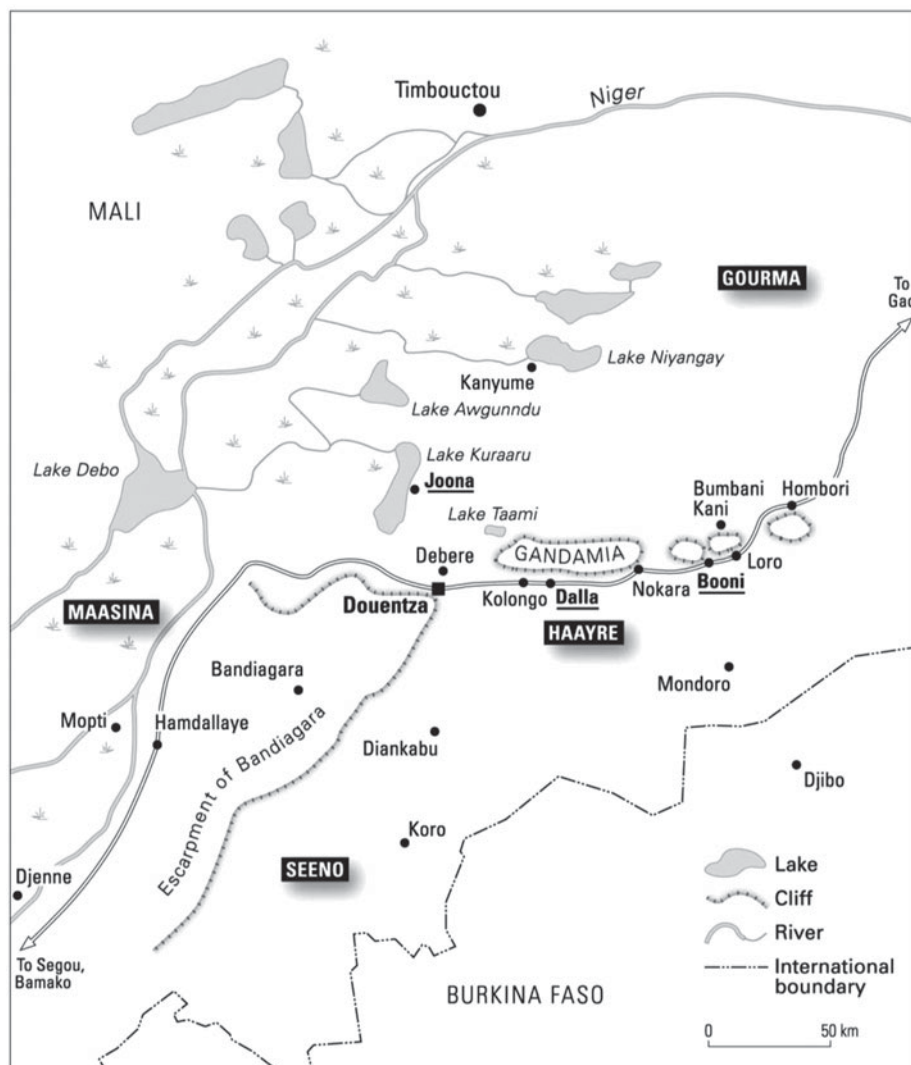 Timbouctou
Niger
MALI
GOURMA
To
Gao
Lake Niyangay
Kanyume
Lake Awgunndu
Lake Debo
Lake Kuraaru
Joona
Lake Taami
Bumbani
Kani
Hombori
GANDAMIA
Debere
Loro
Douentza
Kolongo
Dalla
Nokara
Booni
MAASINA
HAAYRE
Bandiagara
Mondoro
Mopti
Hamdallaye
Escarpment of Bandiagara
Diankabu
Djibo
Koro
SEENO
Djenne
To Segou,
Bamako
BURKINA FASO
Lake
Cliff
River
International
boundary
0 50 km